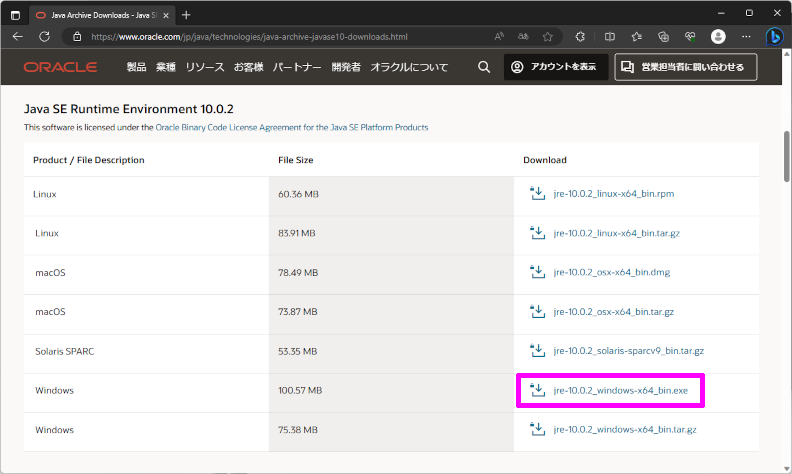 Java Archive Downloads - Java SE
https://www.oracle.com/jp/java/technologies/java-archive-javase10-downloads.html
ORACLE 製品 業種 リソース お客様 パートナー 開発者 オラクルについて アカウントを表示 営業担当者に問い合わせる
Java SE Runtime Environment 10.0.2
This software is licensed under the Oracle Binary Code License Agreement for the Java SE Platform Products
Product / File Description File Size Download
Linux 60.36 MB jre-10.0.2_linux-x64_bin.rpm
Linux 83.91 MB jre-10.0.2_linux-x64_bin.tar.gz
macOS 78.49 MB jre-10.0.2_osx-x64_bin.dmg
macOS 73.87 MB jre-10.0.2_osx-x64_bin.tar.gz
Solaris SPARC 53.35 MB jre-10.0.2_solaris-sparcv9_bin.tar.gz
Windows 100.57 MB jre-10.0.2_windows-x64_bin.exe
Windows 75.38 MB jre-10.0.2_windows-x64_bin.tar.gz